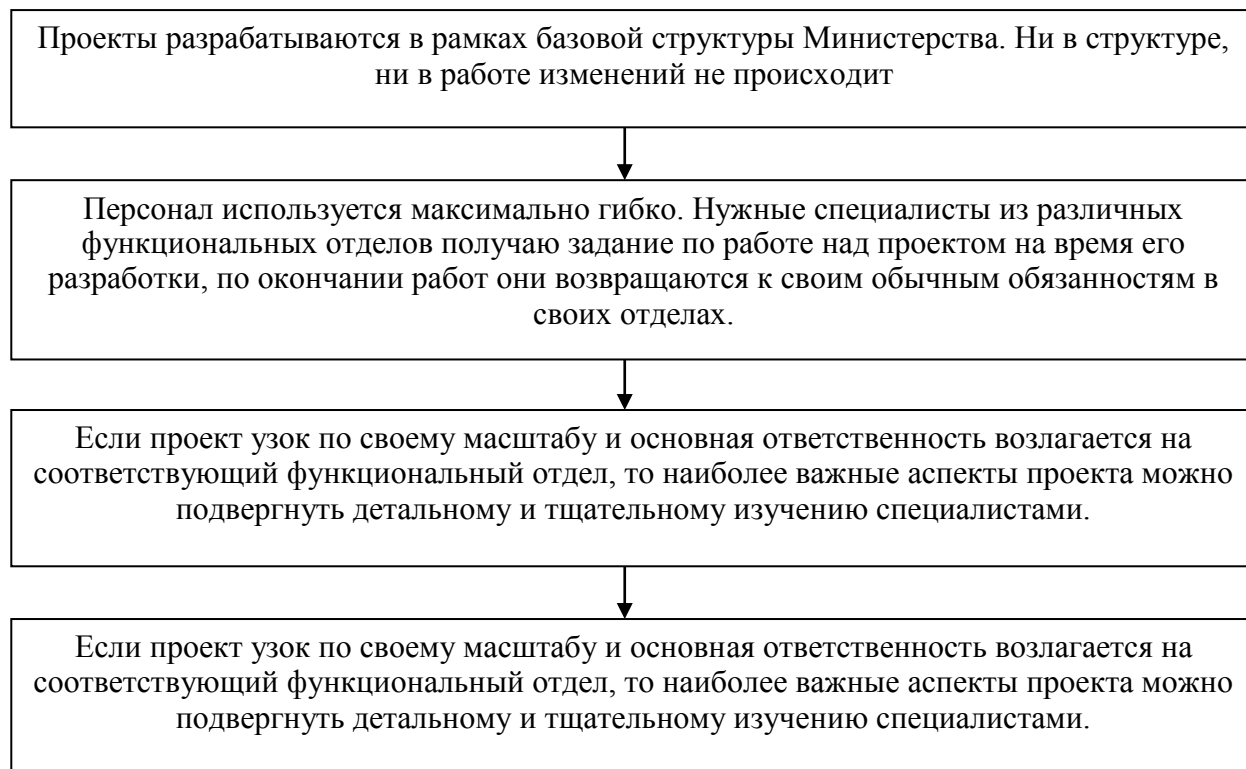 Проекты разрабатываются в рамках базовой структуры Министерства. Ни в структуре,
ни в работе изменений не происходит
Персонал используется максимально гибко. Нужные специалисты из различных
функциональных отделов получаю задание по работе над проектом на время его
разработки, по окончании работ они возвращаются к своим обычным обязанностям в
своих отделах.
Если проект узок по своему масштабу и основная ответственность возлагается на
соответствующий функциональный отдел, то наиболее важные аспекты проекта можно
подвергнуть детальному и тщательному изучению специалистами.
Если проект узок по своему масштабу и основная ответственность возлагается на
соответствующий функциональный отдел, то наиболее важные аспекты проекта можно
подвергнуть детальному и тщательному изучению специалистами.